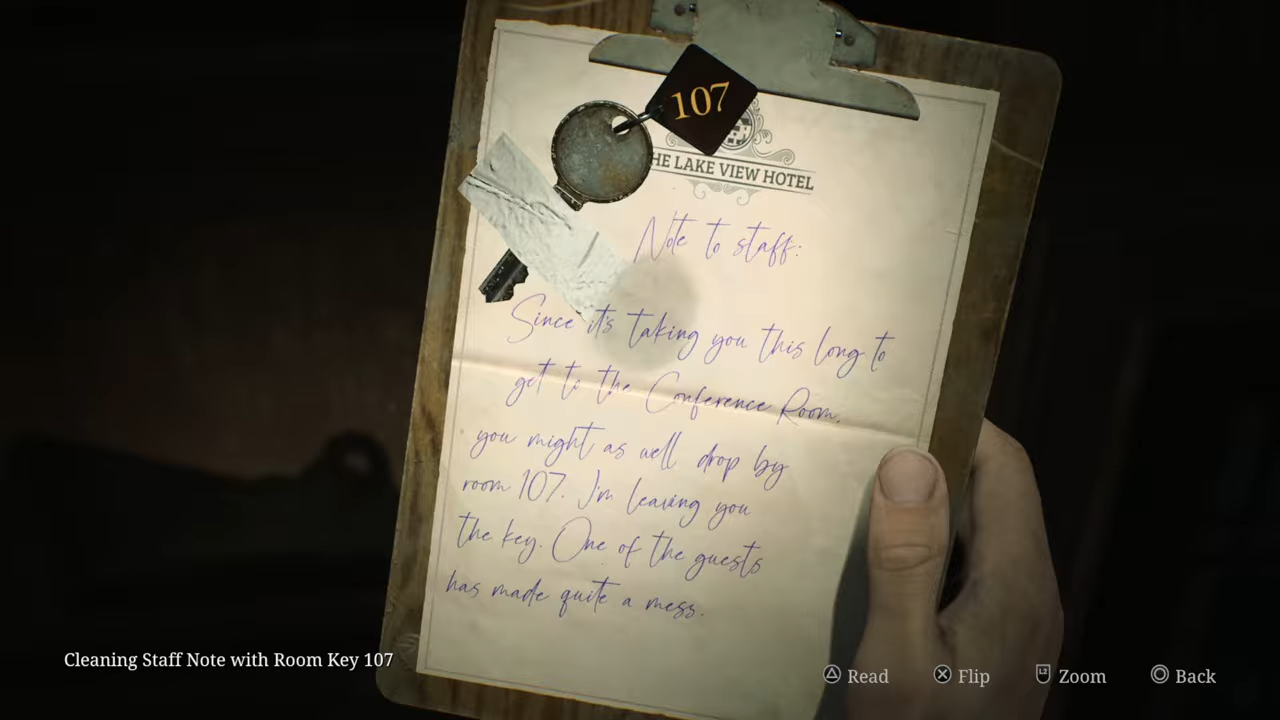 107
HE LAKE VIEW HOTEL
Note to staff:
Since it's taking you this long to
get to the Conference Room,
you might as well drop by
room 107. I'm leaving you
the key. One of the guests
has made quite a mess.
Cleaning Staff Note with Room Key 107
Read
Flip
L2
Zoom
Back